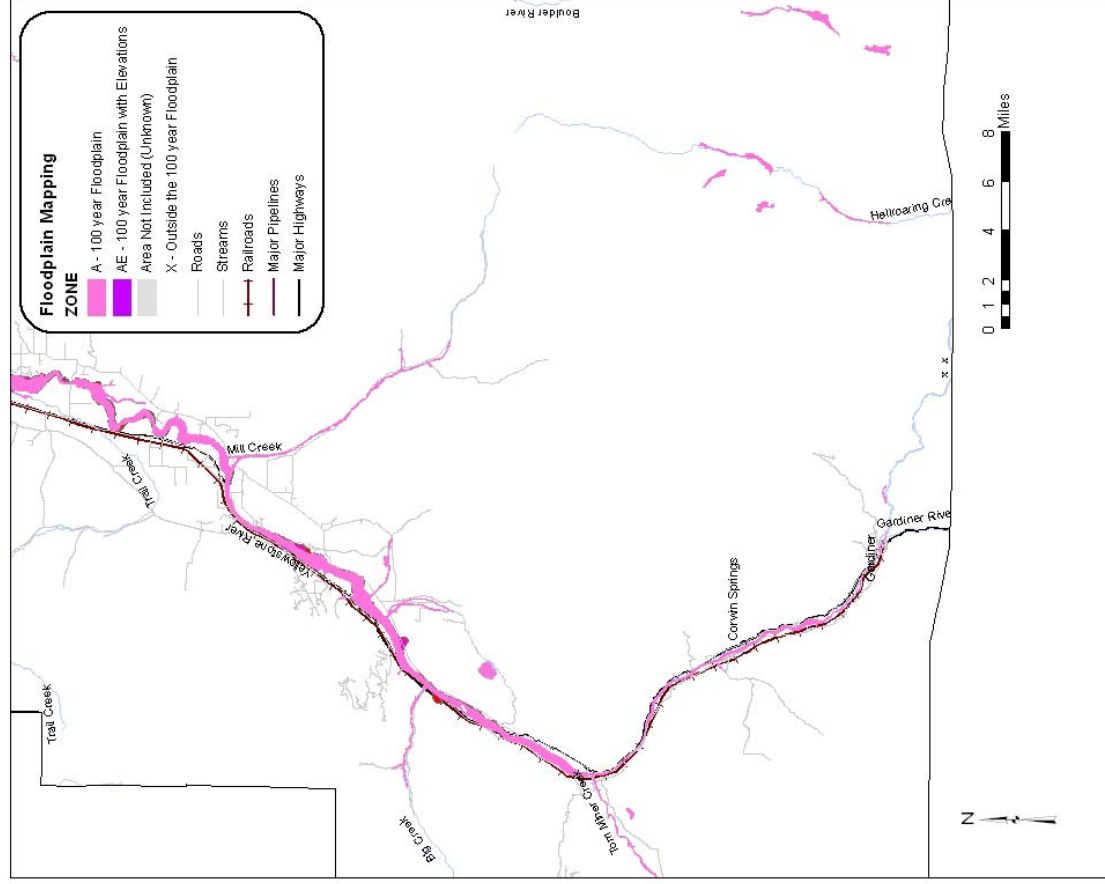 Floodplain Mapping
ZONE
A - 100 year Floodplain
AE - 100 year Floodplain with Elevations
Area Not Included (Unknown)
X - Outside the 100 year Floodplain
Roads
Streams
Railroads
Major Pipelines
Major Highways
Boulder River
Trail Creek
Mill Creek
Yellowstone River
Trail Creek
Big Creek
Tom Miner Creek
Corwin Springs
Gardiner
Gardiner Rive
Hellroaring Cre
x x
0 1 2 4 6 8
Miles
N